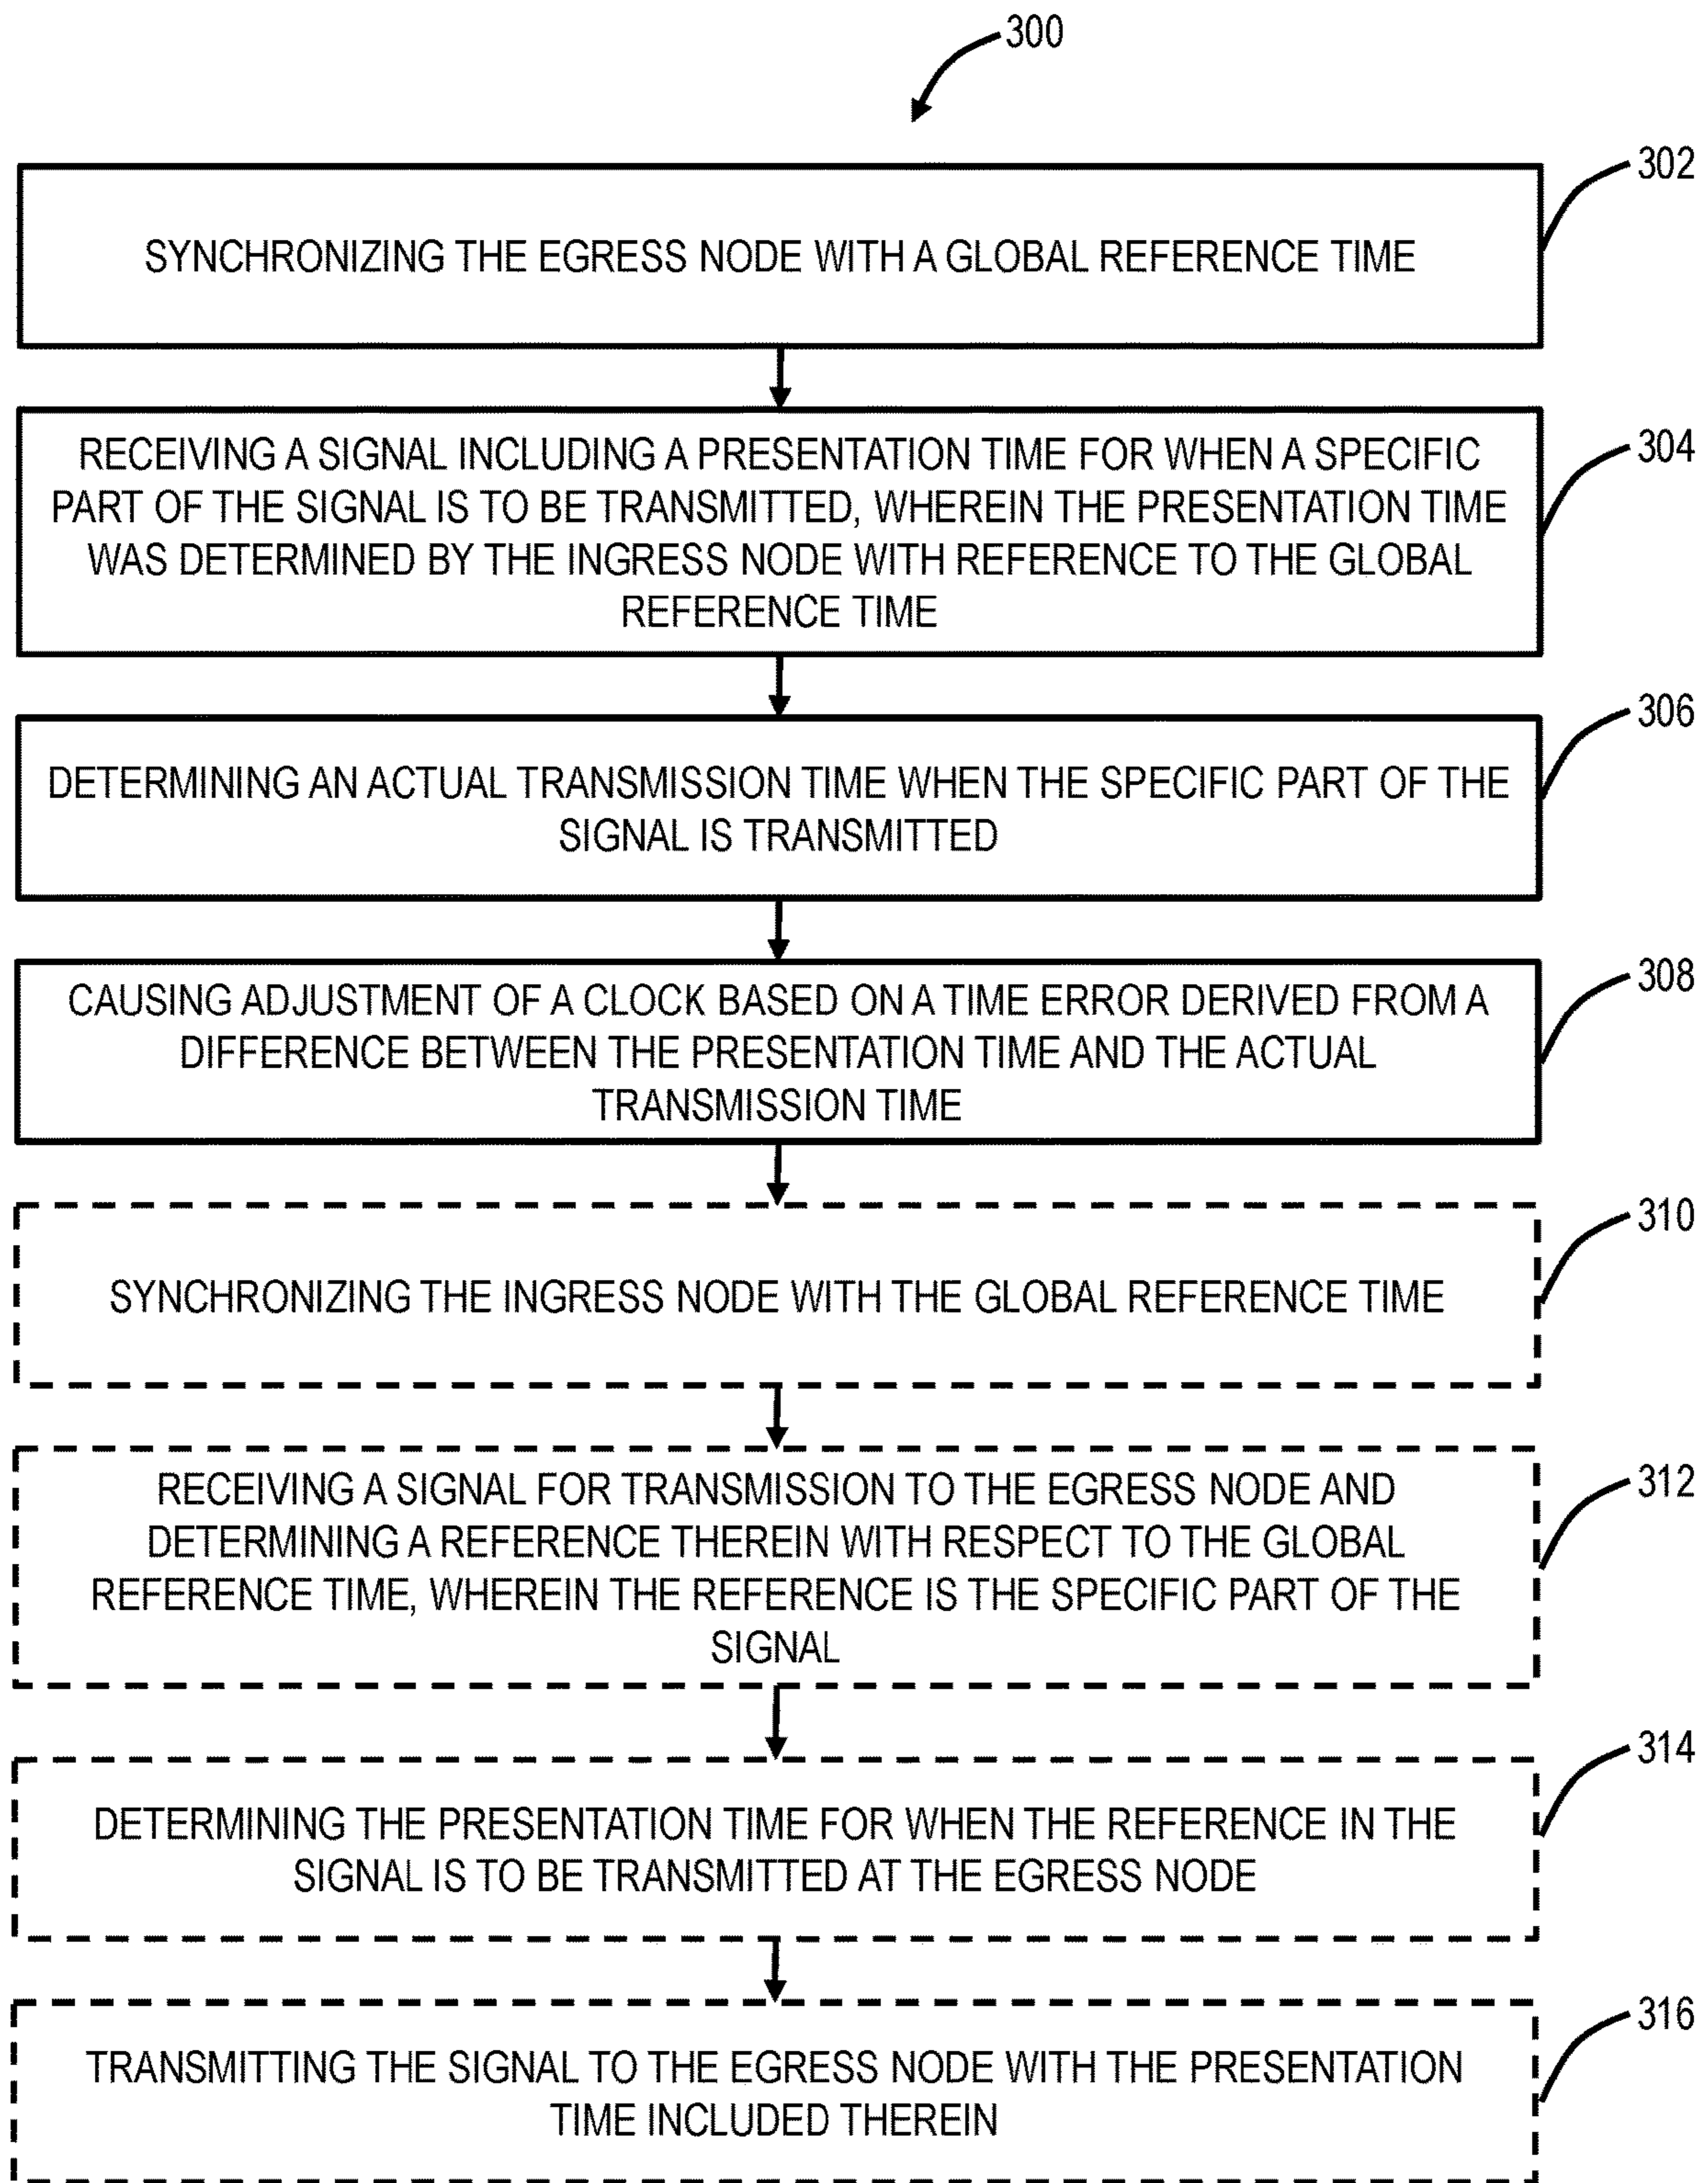 300
302
SYNCHRONIZING THE EGRESS NODE WITH A GLOBAL REFERENCE TIME
304
RECEIVING A SIGNAL INCLUDING A PRESENTATION TIME FOR WHEN A SPECIFIC
PART OF THE SIGNAL IS TO BE TRANSMITTED, WHEREIN THE PRESENTATION TIME
WAS DETERMINED BY THE INGRESS NODE WITH REFERENCE TO THE GLOBAL
REFERENCE TIME
306
DETERMINING AN ACTUAL TRANSMISSION TIME WHEN THE SPECIFIC PART OF THE
SIGNAL IS TRANSMITTED
308
CAUSING ADJUSTMENT OF A CLOCK BASED ON A TIME ERROR DERIVED FROM A
DIFFERENCE BETWEEN THE PRESENTATION TIME AND THE ACTUAL
TRANSMISSION TIME
310
SYNCHRONIZING THE INGRESS NODE WITH THE GLOBAL REFERENCE TIME
312
RECEIVING A SIGNAL FOR TRANSMISSION TO THE EGRESS NODE AND
DETERMINING A REFERENCE THEREIN WITH RESPECT TO THE GLOBAL
REFERENCE TIME, WHEREIN THE REFERENCE IS THE SPECIFIC PART OF THE
SIGNAL
314
DETERMINING THE PRESENTATION TIME FOR WHEN THE REFERENCE IN THE
SIGNAL IS TO BE TRANSMITTED AT THE EGRESS NODE
316
TRANSMITTING THE SIGNAL TO THE EGRESS NODE WITH THE PRESENTATION
TIME INCLUDED THEREIN